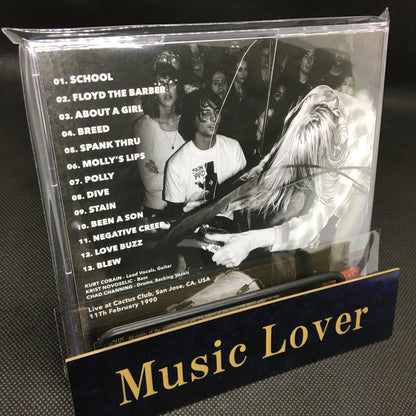 01. SCHOOL
02. FLOYD THE BARBER
03. ABOUT A GIRL
04. BREED
05. SPANK THRU
06. MOLLY'S LIPS
07. POLLY
08. DIVE
09. STAIN
10. BEEN A SON
11. NEGATIVE CREEP
12. LOVE BUZZ
13. BLEW
KURT COBAIN - Lead Vocals, Guitar
KRIST NOVOSELIC - Bass
CHAD CHANNING - Drums, Backing Vocals
Live at Cactus Club, San Jose, CA, USA
11Th February 1990
Music Lover